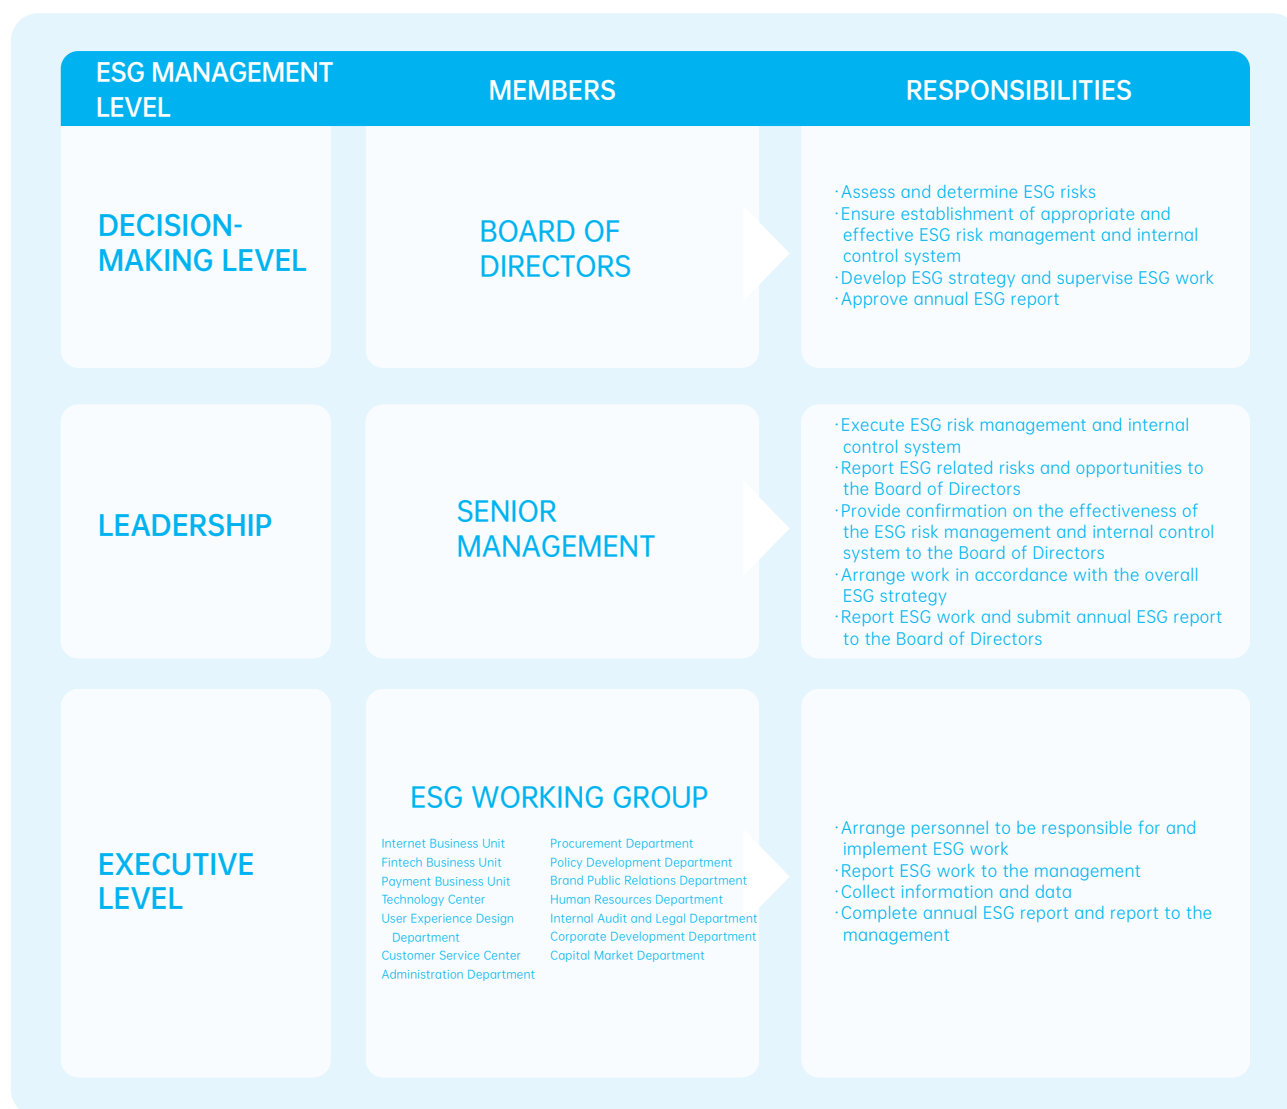 ESG MANAGEMENT
LEVEL
MEMBERS
RESPONSIBILITIES
DECISION-
MAKING LEVEL
BOARD OF
DIRECTORS
·Assess and determine ESG risks
·Ensure establishment of appropriate and
effective ESG risk management and internal
control system
·Develop ESG strategy and supervise ESG work
·Approve annual ESG report
LEADERSHIP
SENIOR
MANAGEMENT
·Execute ESG risk management and internal
control system
·Report ESG related risks and opportunities to
the Board of Directors
·Provide confirmation on the effectiveness of
the ESG risk management and internal control
system to the Board of Directors
·Arrange work in accordance with the overall
ESG strategy
·Report ESG work and submit annual ESG report
to the Board of Directors
EXECUTIVE
LEVEL
ESG WORKING GROUP
Internet Business Unit
Fintech Business Unit
Payment Business Unit
Technology Center
User Experience Design
Department
Customer Service Center
Administration Department
Procurement Department
Policy Development Department
Brand Public Relations Department
Human Resources Department
Internal Audit and Legal Department
Corporate Development Department
Capital Market Department
·Arrange personnel to be responsible for and
implement ESG work
·Report ESG work to the management
·Collect information and data
·Complete annual ESG report and report to the
management